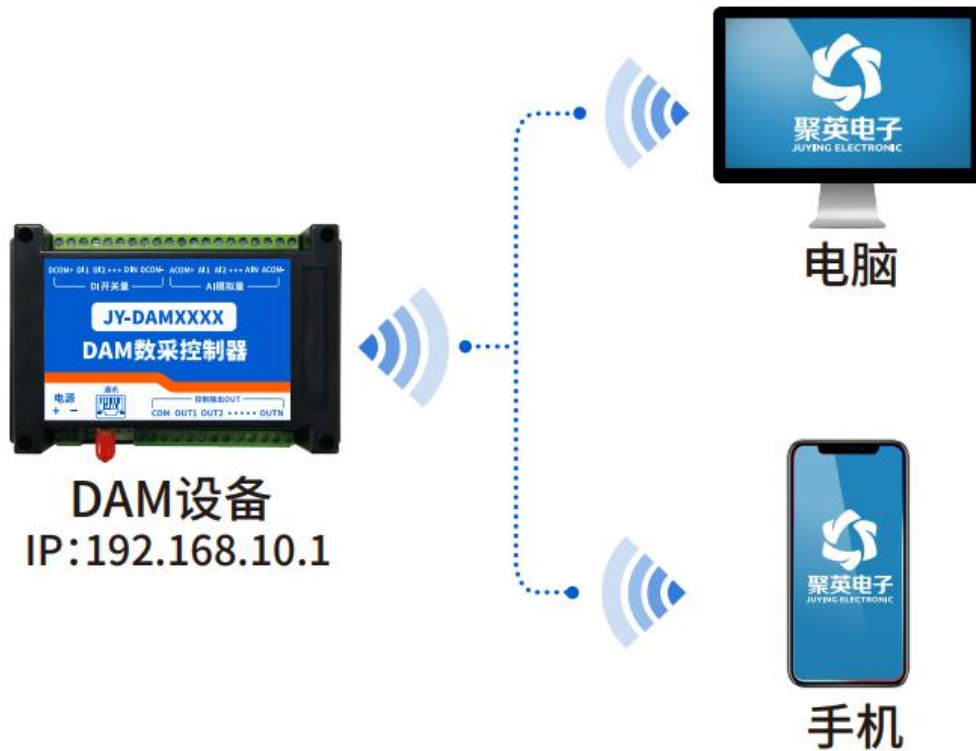 聚英电子
JUYING ELECTRONIC
电脑
DCOM+ DI1 DI2 ••• DIN DCOM- ACOM+ AI1 AI2 ••• AIN ACOM-
DI开关量 AI模拟量
JY-DAMXXXX
DAM数采控制器
电源 通讯 控制输出OUT
+ - COM OUT1 OUT2 ••••• OUTN
DAM设备
IP:192.168.10.1
聚英电子
JUYING ELECTRONIC
手机